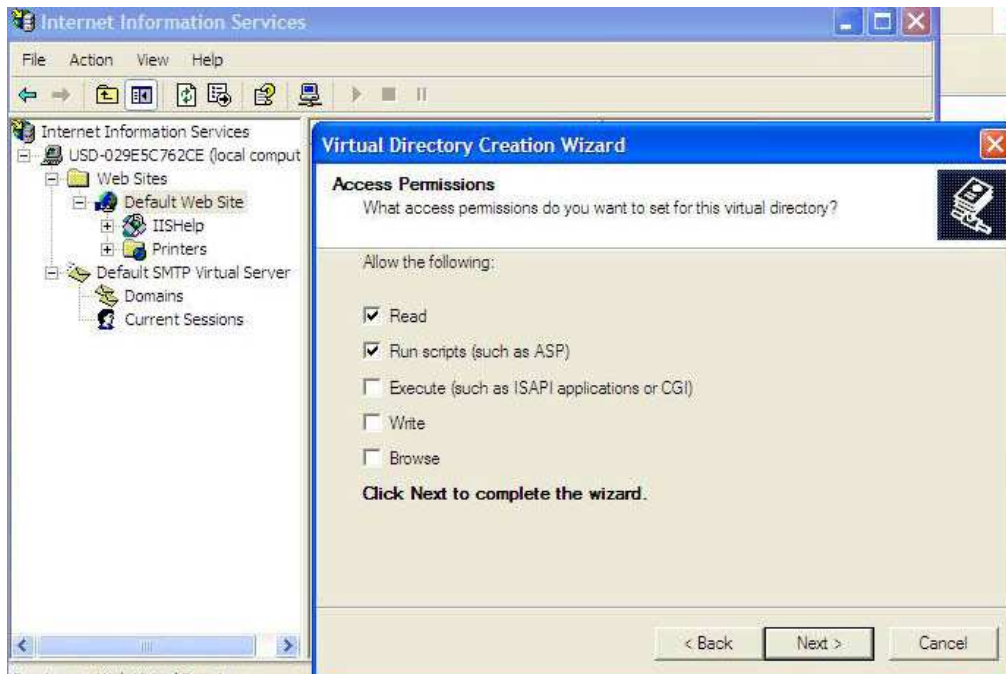 Internet Information Services
File Action View Help
Internet Information Services
USD-029E5C762CE (local comput
Web Sites
Default Web Site
IISHelp
Printers
Default SMTP Virtual Server
Domains
Current Sessions
Virtual Directory Creation Wizard
Access Permissions
What access permissions do you want to set for this virtual directory?
Allow the following:
Read
Run scripts (such as ASP)
Execute (such as ISAPI applications or CGI)
Write
Browse
Click Next to complete the wizard.
< Back Next > Cancel